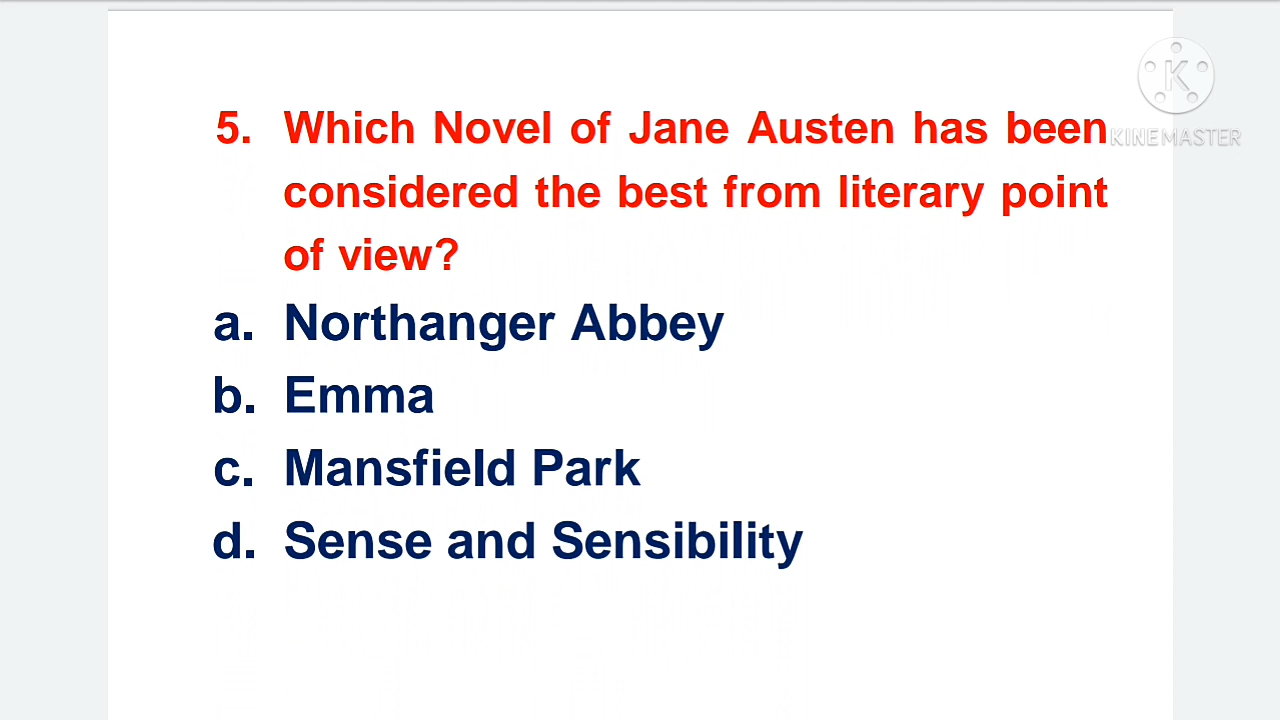 5. Which Novel of Jane Austen has been
considered the best from literary point
of view?
a. Northanger Abbey
b. Emma
c. Mansfield Park
d. Sense and Sensibility
K
KINEMASTER